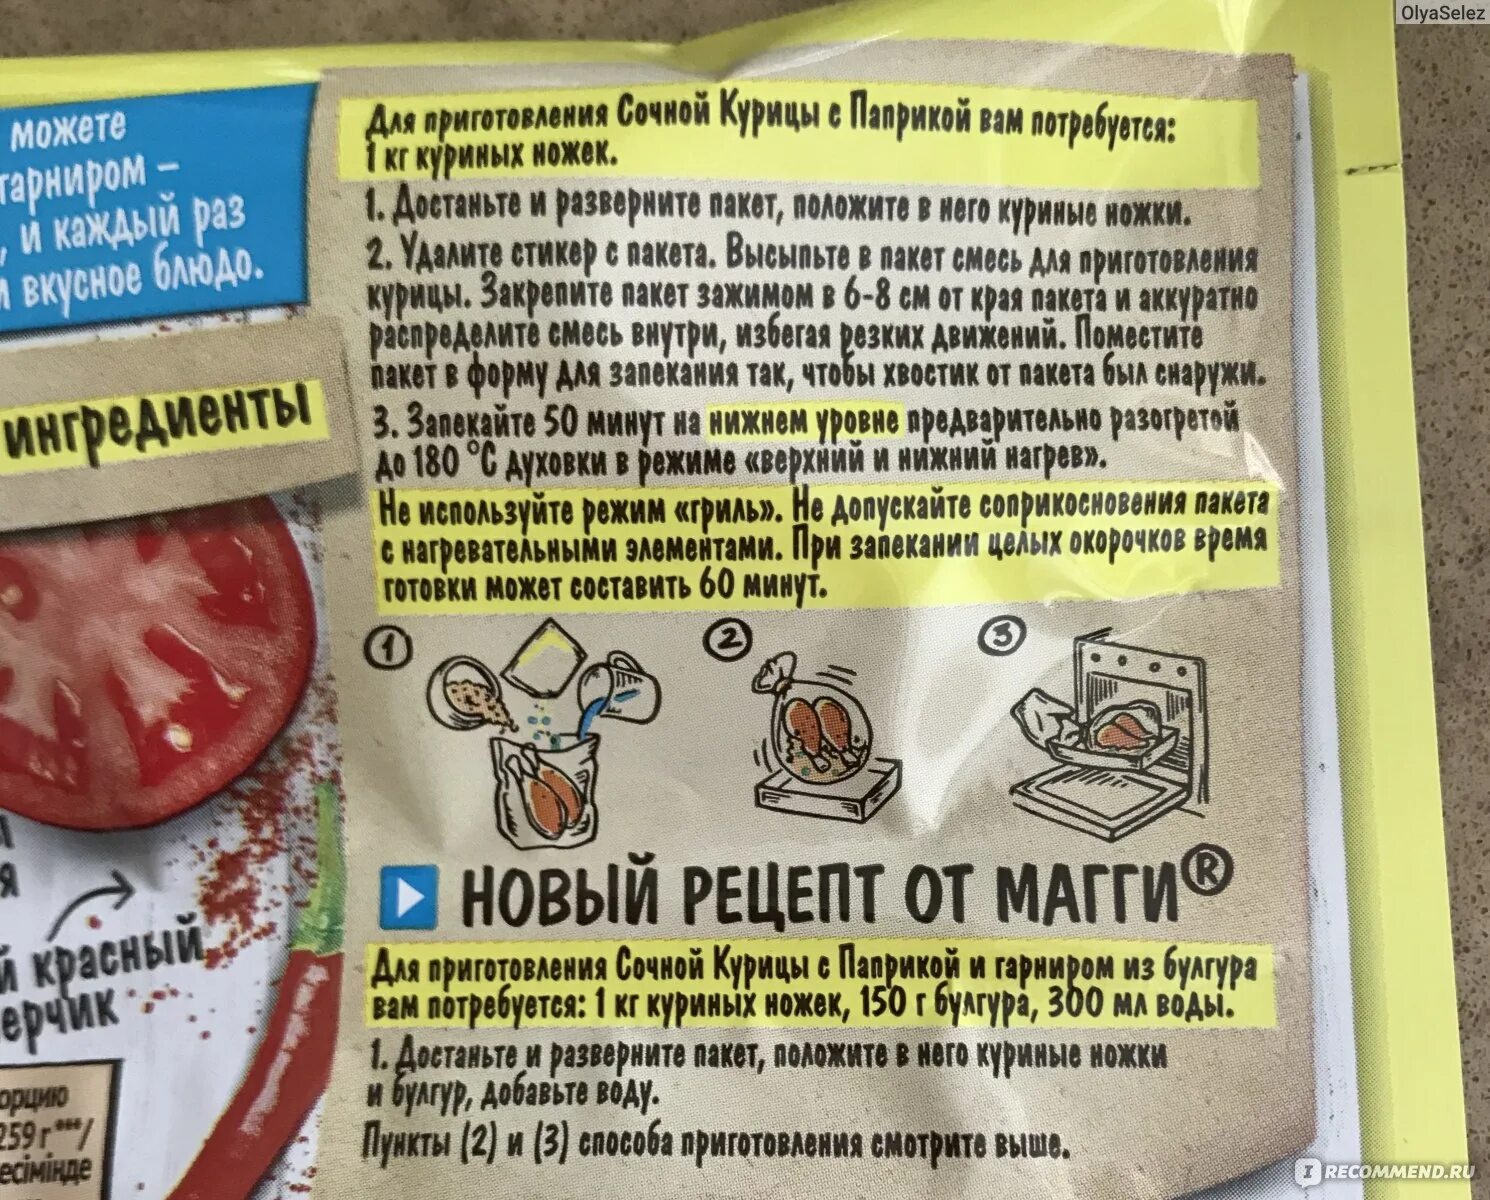 OlyaSelez
можете
гарниром –
, и каждый раз
вкусное блюдо.
ингредиенты
Для приготовления Сочной Курицы с Паприкой вам потребуется:
1 кг куриных ножек.
1. Достаньте и разверните пакет, положите в него куриные ножки.
2. Удалите стикер с пакета. Высыпьте в пакет смесь для приготовления
курицы. Закрепите пакет зажимом в 6-8 см от края пакета и аккуратно
распределите смесь внутри, избегая резких движений. Поместите
пакет в форму для запекания так, чтобы хвостик от пакета был снаружи.
3. Запекайте 50 минут на нижнем уровне предварительно разогретой
до 180 °С духовки в режиме «верхний и нижний нагрев».
Не используйте режим «гриль». Не допускайте соприкосновения пакета
с нагревательными элементами. При запекании целых окорочков время
готовки может составить 60 минут.
1 2 3
НОВЫЙ РЕЦЕПТ ОТ МАГГИ®
Для приготовления Сочной Курицы с Паприкой и гарниром из булгура
вам потребуется: 1 кг куриных ножек, 150 г булгура, 300 мл воды.
1. Достаньте и разверните пакет, положите в него куриные ножки
и булгур, добавьте воду.
Пункты (2) и (3) способа приготовления смотрите выше.
й красный
ерчик
орцию
259 г***/
есімінде
IRECOMMEND.RU